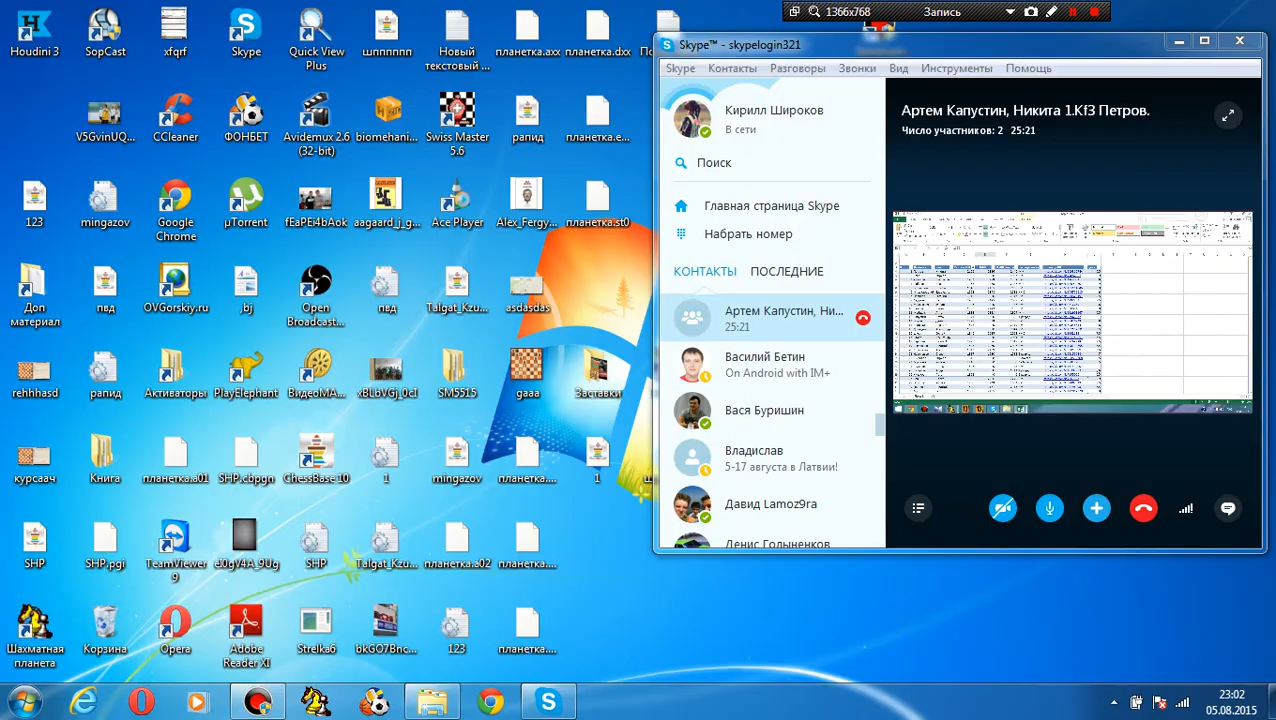 1366x768
Запись
Houdini 3
SopCast
xfqrf
Skype
Quick View Plus
шпппппп
Новый текстовый ...
планетка.axx
планетка.dxx
V5GvinUQ...
CCleaner
ФОНБЕТ
Avidemux 2.6 (32-bit)
biomehani...
Swiss Master 5.6
рапид
планетка.e...
123
mingazov
Google Chrome
µTorrent
fEaPEi4bAok
aagaard_j_g...
Ace Player
Alex_Fergy...
планетка.st0
Доп материал
пвд
OVGorskiy.ru
,bj
Open Broadcast...
пвд
Talgat_Kzu...
asdasdas
rehhhasd
рапид
Активаторы
PlayElephant
ВидеоМА...
SM5515
gaaa
Заставки
курсаач
Книга
планетка.a01
SHP.cbpgn
ChessBase 10
1
mingazov
планетка....
1
SHP
SHP.pgi
TeamViewer 9
SHP
Talgat_Kzu...
планетка.a02
планетка....
Шахматная планета
Корзина
Opera
Adobe Reader XI
Strelka6
bkGO7Bnc...
123
планетка....
Skype™ - skypelogin321
Skype Контакты Разговоры Звонки Вид Инструменты Помощь
Кирилл Широков
В сети
Поиск
Главная страница Skype
Набрать номер
КОНТАКТЫ ПОСЛЕДНИЕ
Артем Капустин, Ни...
25:21
Василий Бетин
On Android with IM+
Вася Буришин
Владислав
5-17 августа в Латвии!
Давид Lamoz9ra
Денис Голыненков
Артем Капустин, Никита 1.Kf3 Петров.
Число участников: 2 25:21
23:02
05.08.2015